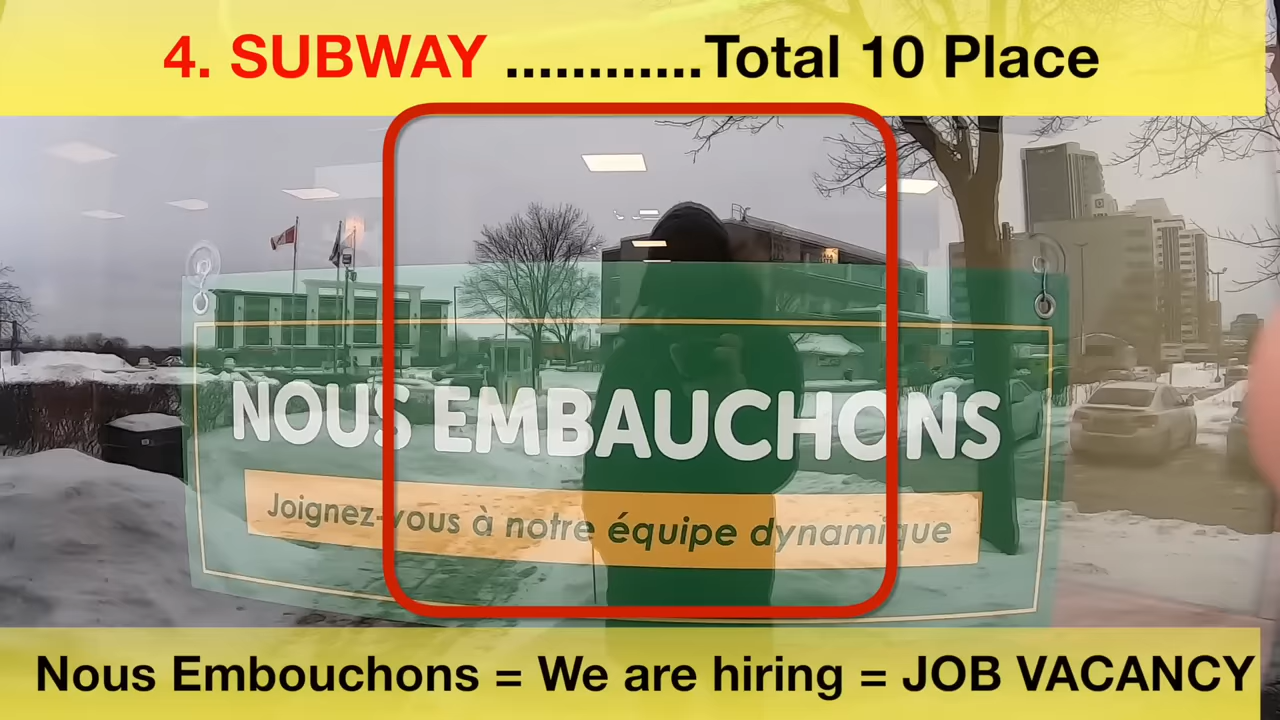 4. SUBWAY ............Total 10 Place
NOUS EMBAUCHONS
Joignez-vous à notre équipe dynamique
Nous Embouchons = We are hiring = JOB VACANCY